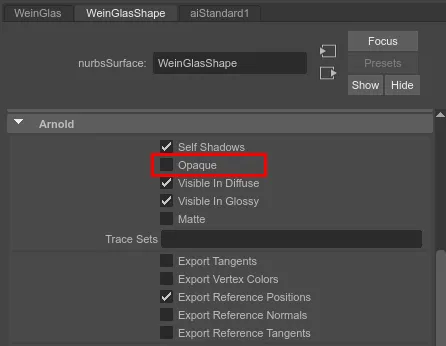 WeinGlas WeinGlasShape aiStandard1
Focus
nurbsSurface: WeinGlasShape Presets
Show Hide
Arnold
Self Shadows
Opaque
Visible In Diffuse
Visible In Glossy
Matte
Trace Sets
Export Tangents
Export Vertex Colors
Export Reference Positions
Export Reference Normals
Export Reference Tangents